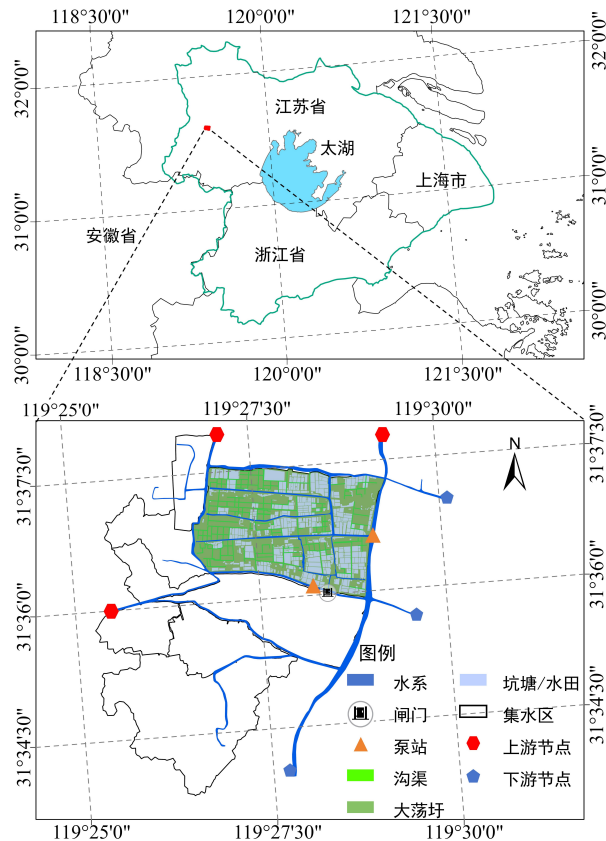 118°30'0"
120°0'0"
121°30'0"
32°0'0"
32°0'0"
江苏省
太湖
上海市
31°0'0"
31°0'0"
安徽省
浙江省
30°0'0"
30°0'0"
118°30'0"
120°0'0"
121°30'0"
119°25'0"
119°27'30"
119°30'0"
N
31°37'30"
31°37'30"
31°36'0"
31°36'0"
图例
水系
坑塘/水田
闸门
集水区
泵站
上游节点
沟渠
下游节点
大荡圩
31°34'30"
31°34'30"
119°25'0"
119°27'30"
119°30'0"